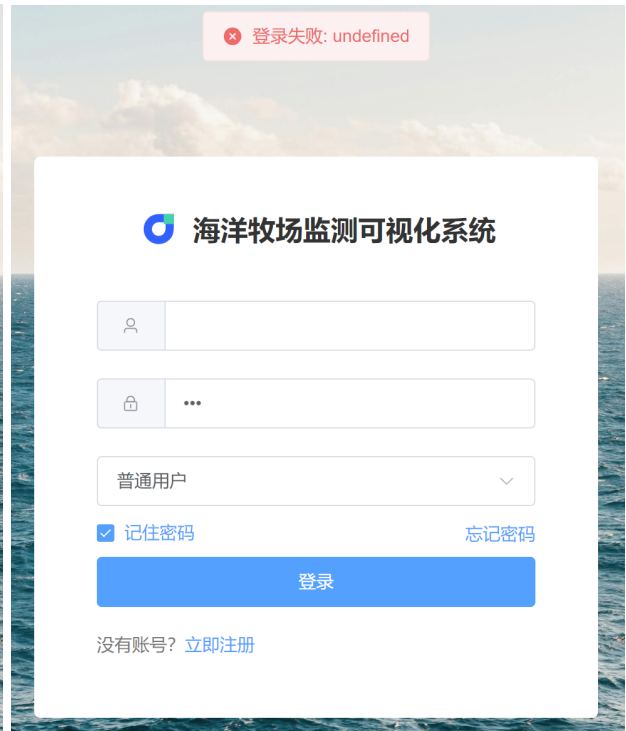 登录失败: undefined
海洋牧场监测可视化系统
•••
普通用户
记住密码 忘记密码
登录
没有账号？立即注册